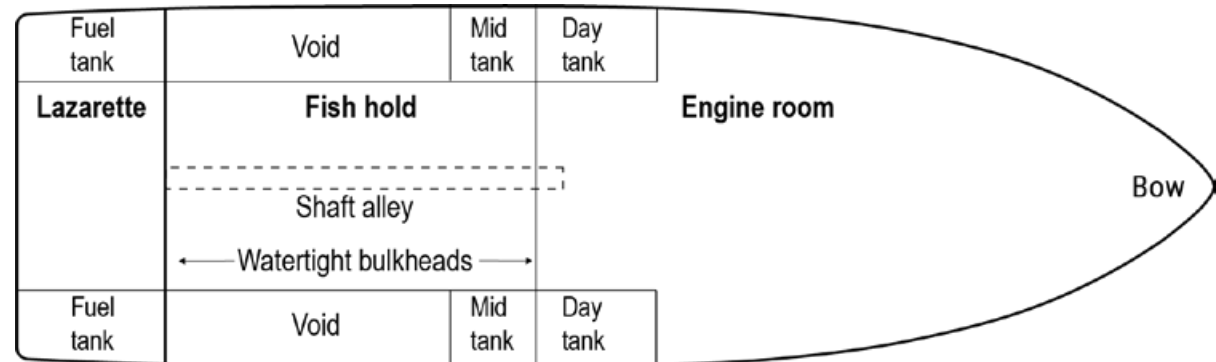 Fuel
tank
Void
Mid
tank
Day
tank
Lazarette
Fish hold
Engine room
Shaft alley
Bow
Watertight bulkheads
Fuel
tank
Void
Mid
tank
Day
tank